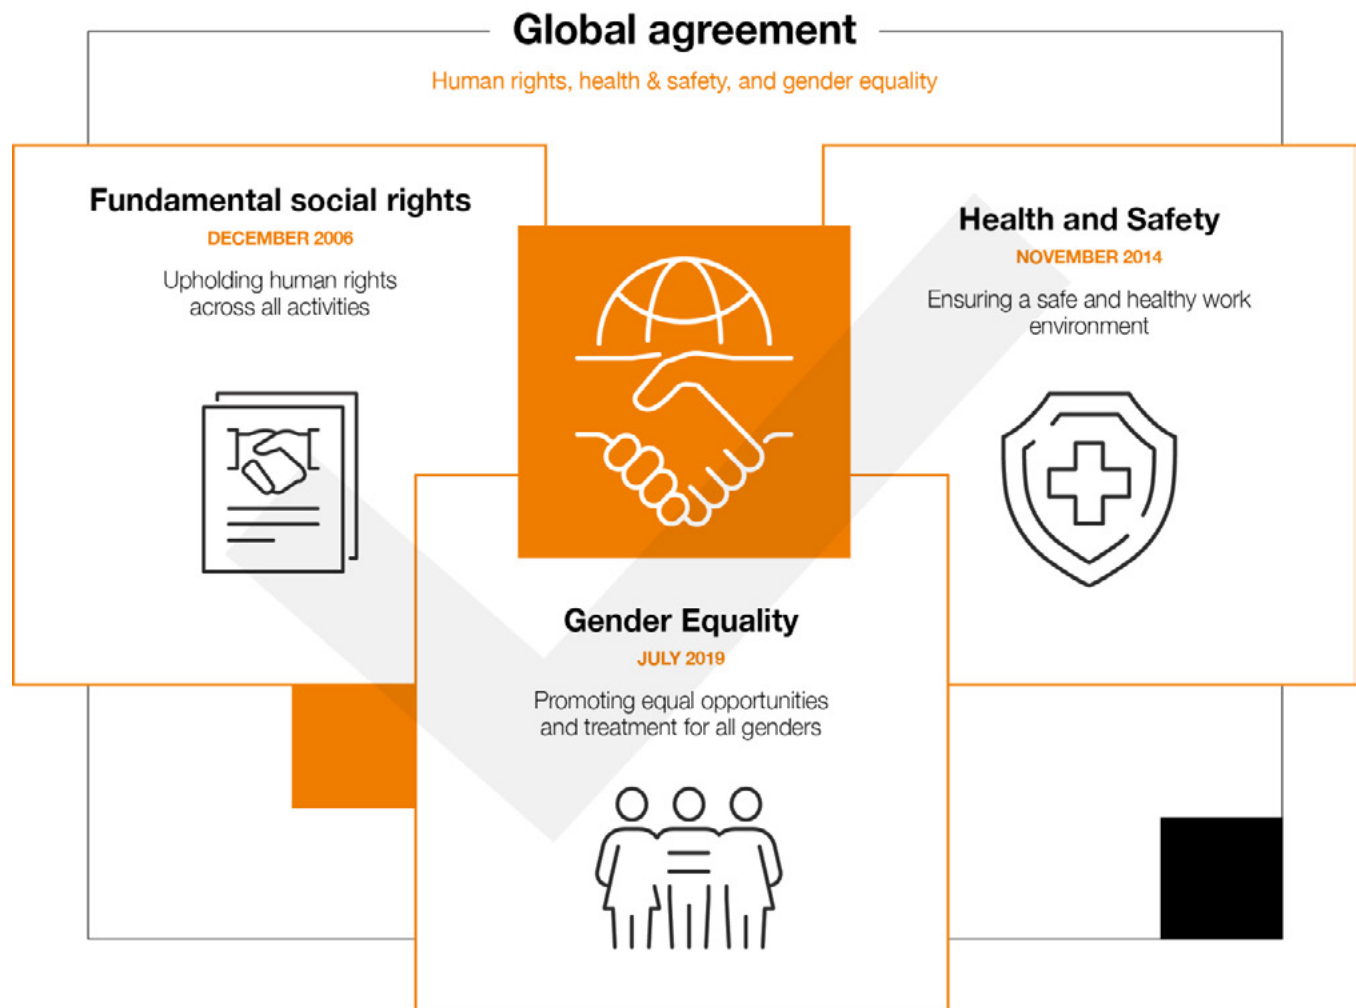 Global agreement
Human rights, health & safety, and gender equality
Fundamental social rights
DECEMBER 2006
Upholding human rights
across all activities
Health and Safety
NOVEMBER 2014
Ensuring a safe and healthy work
environment
Gender Equality
JULY 2019
Promoting equal opportunities
and treatment for all genders